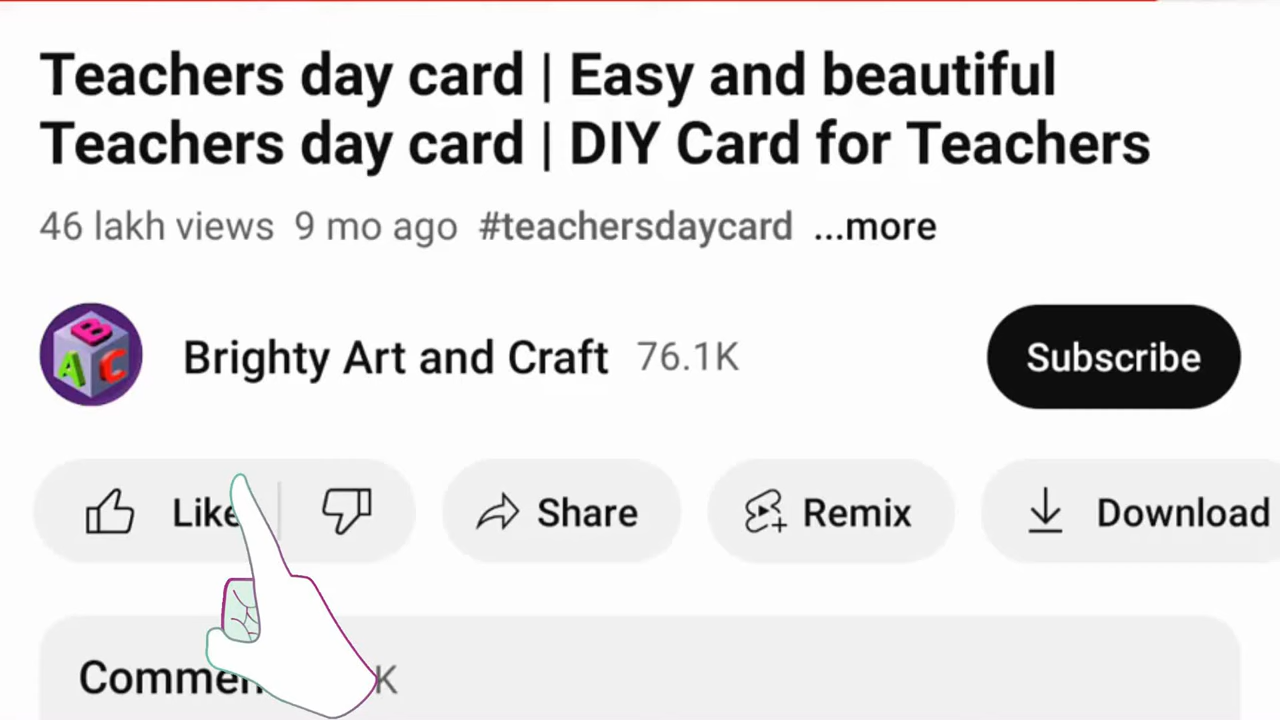 Teachers day card | Easy and beautiful
Teachers day card | DIY Card for Teachers
46 lakh views 9 mo ago #teachersdaycard ...more
B
A C
Brighty Art and Craft 76.1K
Subscribe
Like
Share
Remix
Download